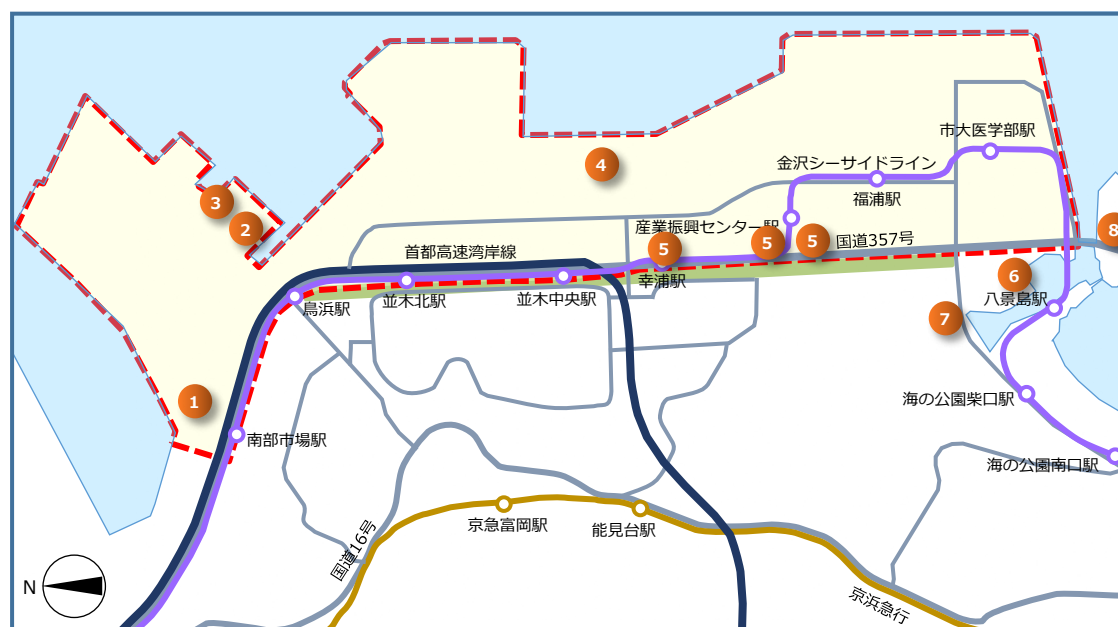 市大医学部駅
金沢シーサイドライン
4
福浦駅
3
2
産業振興センター駅
8
首都高速湾岸線
5
5
5
国道357号
幸浦駅
6
鳥浜駅
並木北駅
並木中央駅
八景島駅
7
1
海の公園柴口駅
南部市場駅
海の公園南口駅
京急富岡駅
能見台駅
国道16号
N
京浜急行